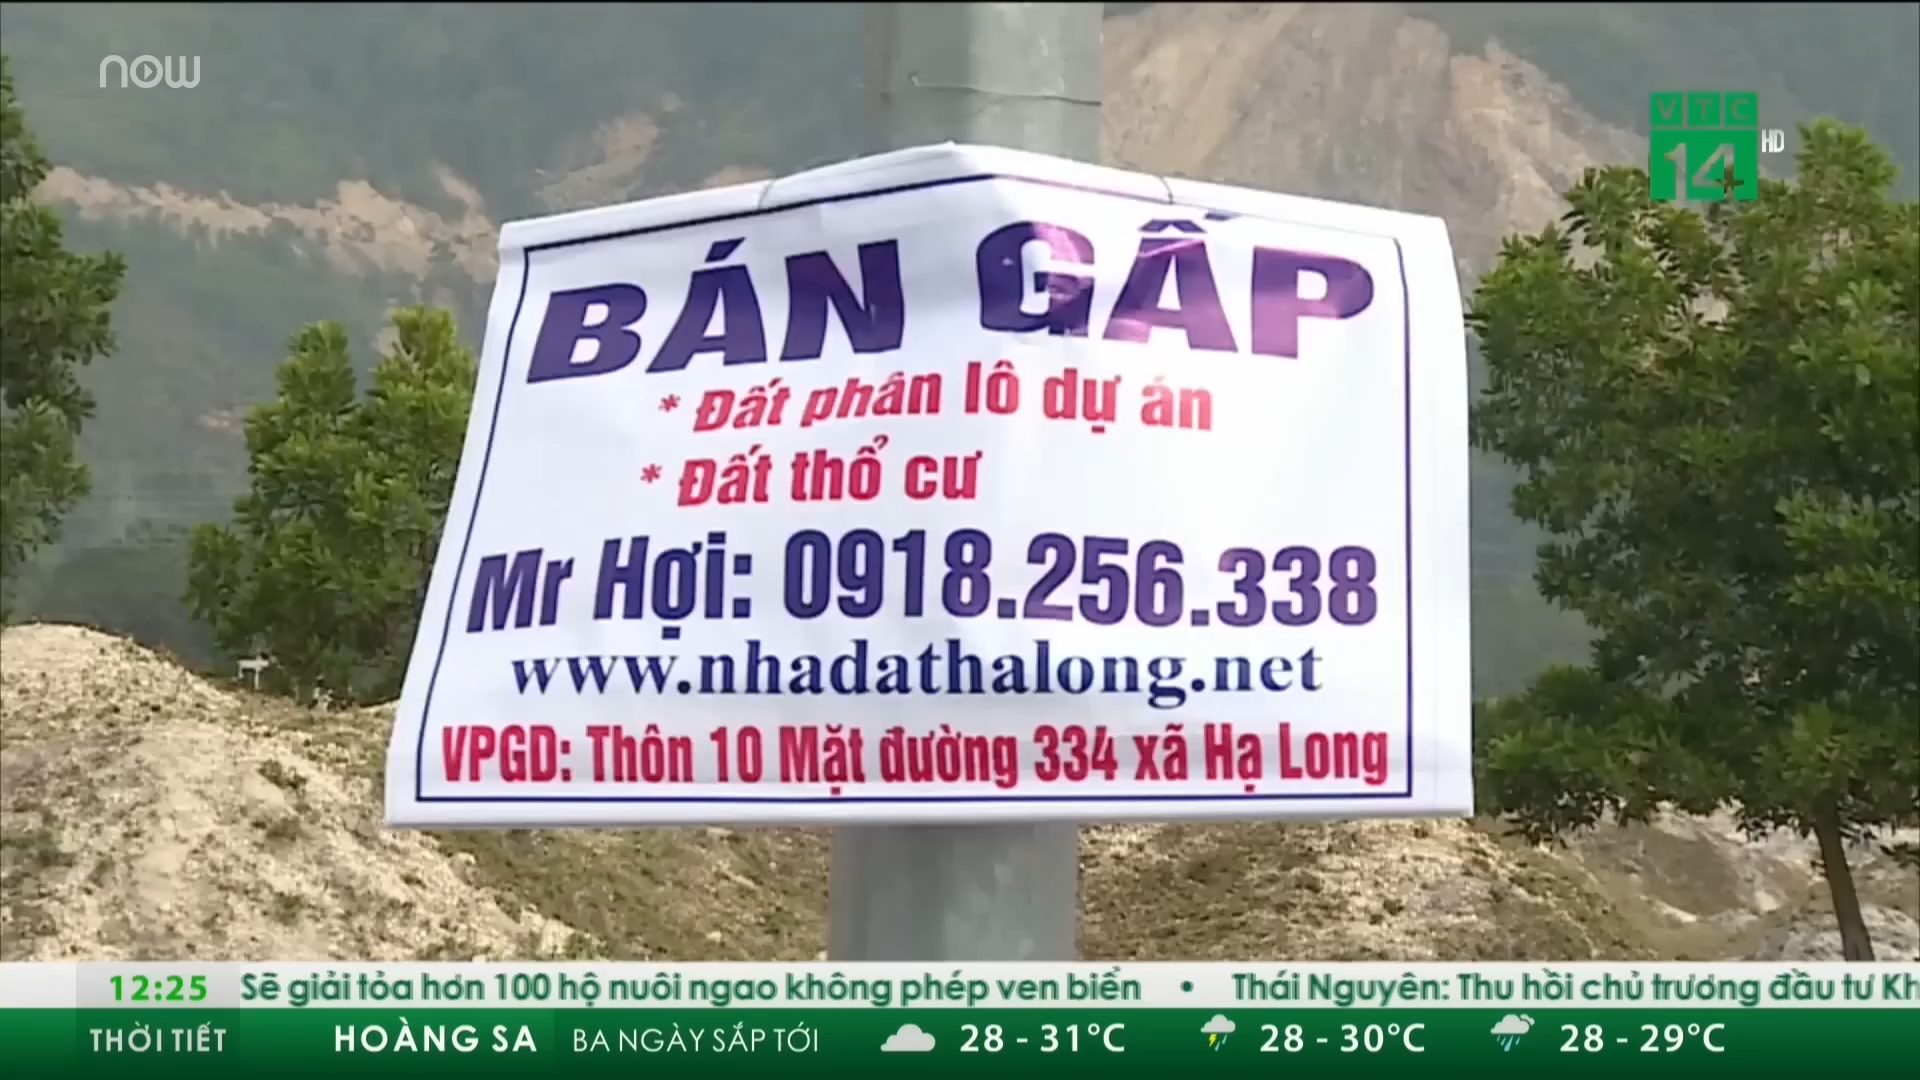 now
VTC
14 HD
BÁN GẤP
* Đất phân lô dự án
* Đất thổ cư
Mr Hợi: 0918.256.338
www.nhadathalong.net
VPGD: Thôn 10 Mặt đường 334 xã Hạ Long
12:25 Sẽ giải tỏa hơn 100 hộ nuôi ngao không phép ven biển • Thái Nguyên: Thu hồi chủ trương đầu tư Kh
THỜI TIẾT HOÀNG SA BA NGÀY SẮP TỚI 28 - 31°C 28 - 30°C 28 - 29°C